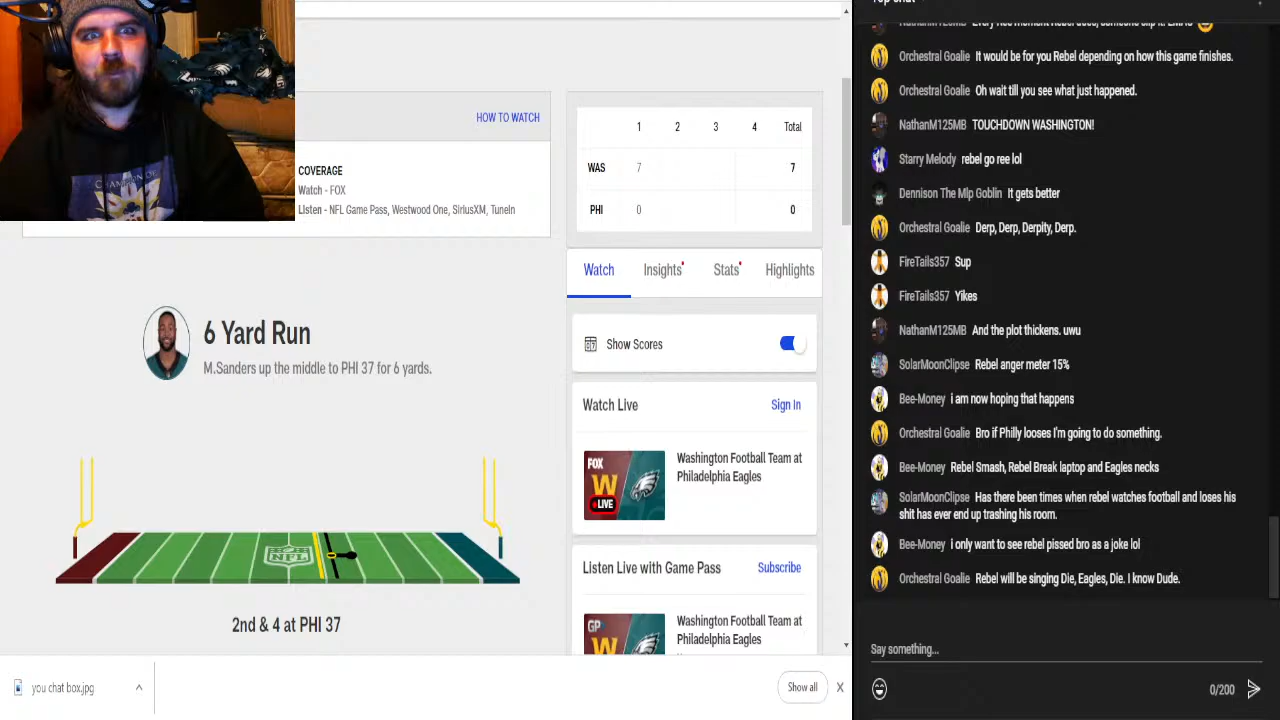 Top chat
CHAMPION OF
HOW TO WATCH
COVERAGE
Watch - FOX
Listen - NFL Game Pass, Westwood One, SiriusXM, TuneIn
1 2 3 4 Total
WAS 7 7
PHI 0 0
Watch Insights Stats Highlights
Show Scores
6 Yard Run
M.Sanders up the middle to PHI 37 for 6 yards.
Watch Live Sign In
FOX
W
LIVE
Washington Football Team at
Philadelphia Eagles
NFL
2nd & 4 at PHI 37
Listen Live with Game Pass Subscribe
GP
W
Washington Football Team at
Philadelphia Eagles
you chat box.jpg
Show all X
Orchestral Goalie It would be for you Rebel depending on how this game finishes.
Orchestral Goalie Oh wait till you see what just happened.
NathanM125MB TOUCHDOWN WASHINGTON!
Starry Melody rebel go ree lol
Dennison The Mlp Goblin It gets better
Orchestral Goalie Derp, Derp, Derpity, Derp.
FireTails357 Sup
FireTails357 Yikes
NathanM125MB And the plot thickens. uwu
SolarMoonClipse Rebel anger meter 15%
Bee-Money i am now hoping that happens
Orchestral Goalie Bro if Philly looses I'm going to do something.
Bee-Money Rebel Smash, Rebel Break laptop and Eagles necks
SolarMoonClipse Has there been times when rebel watches football and loses his
shit has ever end up trashing his room.
Bee-Money i only want to see rebel pissed bro as a joke lol
Orchestral Goalie Rebel will be singing Die, Eagles, Die. I know Dude.
Say something...
0/200